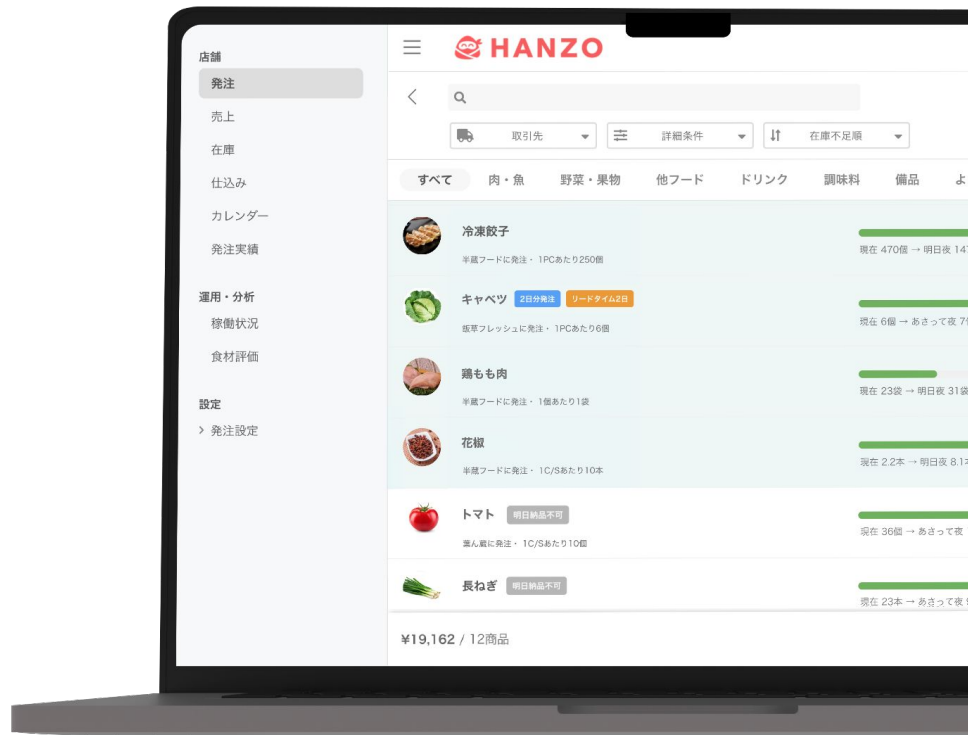 店舗
発注
売上
在庫
仕込み
カレンダー
発注実績
運用・分析
稼働状況
食材評価
設定
発注設定
HANZO
取引先
詳細条件
在庫不足順
すべて 肉・魚 野菜・果物 他フード ドリンク 調味料 備品 よ
冷凍餃子
半蔵フードに発注・ 1PCあたり250個
現在 470個 → 明日夜 147
キャベツ 2日分発注 リードタイム2日
飯草フレッシュに発注・ 1PCあたり6個
現在 6個 → あさって夜 7
鶏もも肉
半蔵フードに発注・ 1個あたり1袋
現在 23袋 → 明日夜 31袋
花椒
半蔵フードに発注・ 1C/Sあたり10本
現在 2.2本 → 明日夜 8.1
トマト 明日納品不可
葉ん蔵に発注・ 1C/Sあたり10個
現在 36個 → あさって夜
長ねぎ 明日納品不可
現在 23本 → あさって夜 9
¥19,162 / 12商品